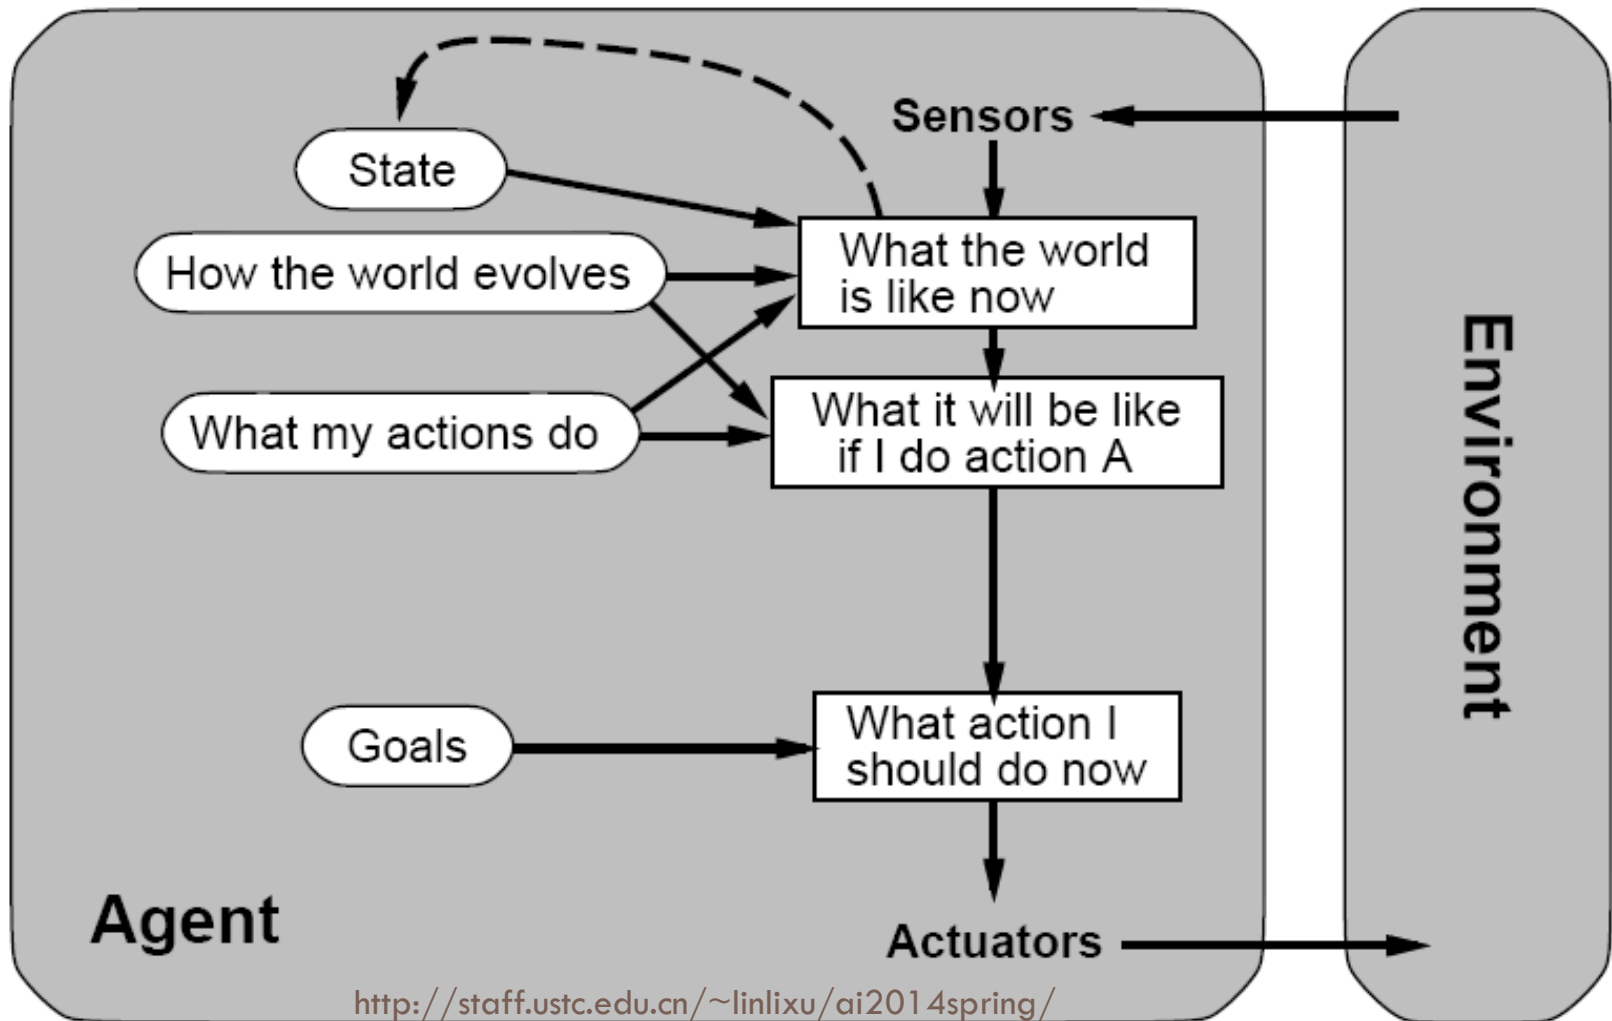 Sensors
State
What the world
is like now
How the world evolves
What it will be like
if I do action A
What my actions do
Environment
What action I
should do now
Goals
Agent
Actuators
http://staff.ustc.edu.cn/~linlixu/ai2014spring/